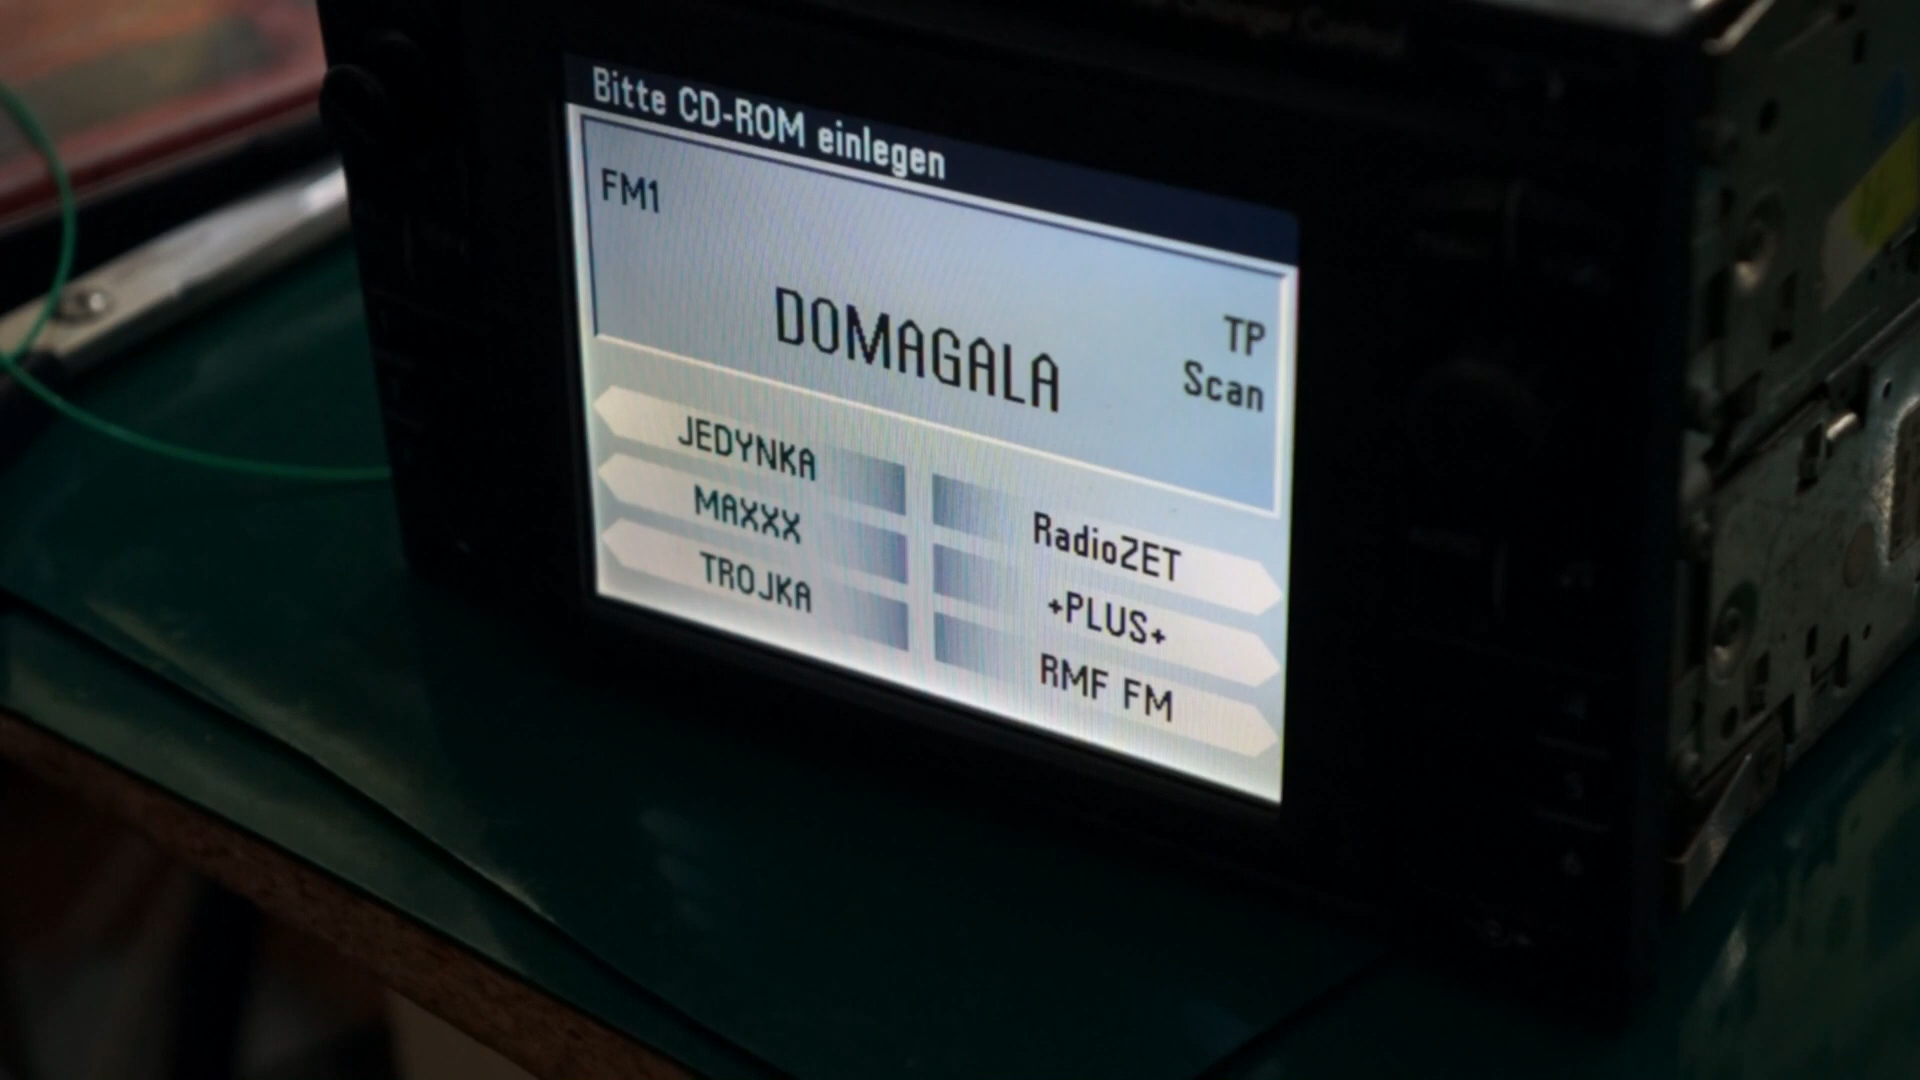 Bitte CD-ROM einlegen
FM1
DOMAGALA
TP
Scan
JEDYNKA
MAXXX
TROJKA
RadioZET
+PLUS+
RMF FM